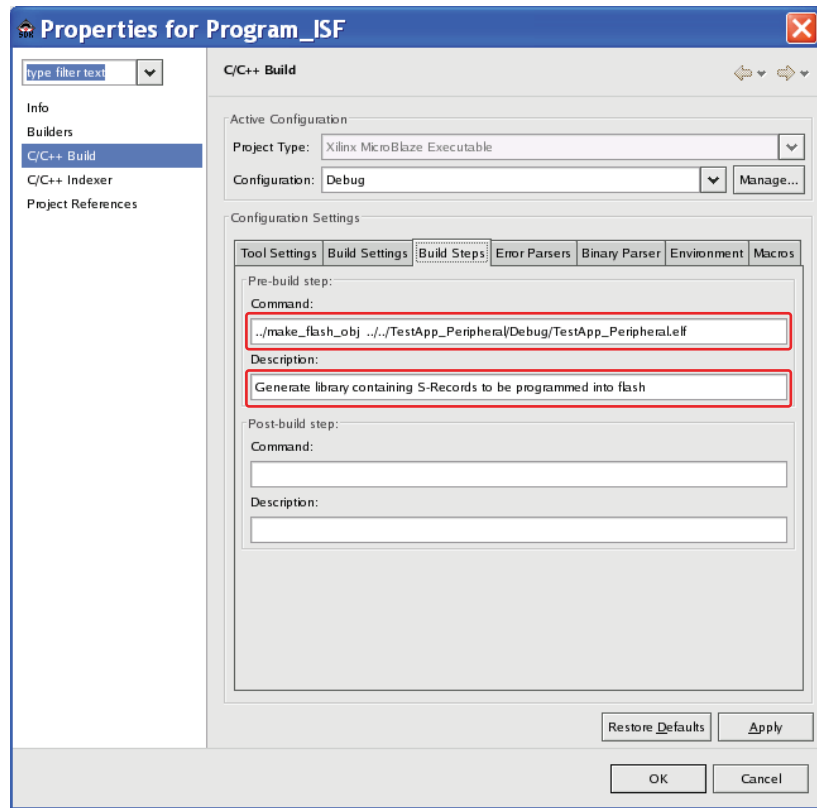 SDK Properties for Program_ISF
type filter text
C/C++ Build
Info
Builders
C/C++ Build
C/C++ Indexer
Project References
Active Configuration
Project Type: Xilinx MicroBlaze Executable
Configuration: Debug Manage...
Configuration Settings
Tool Settings Build Settings Build Steps Error Parsers Binary Parser Environment Macros
Pre-build step:
Command:
../make_flash_obj ../../TestApp_Peripheral/Debug/TestApp_Peripheral.elf
Description:
Generate library containing S-Records to be programmed into flash
Post-build step:
Command:
Description:
Restore Defaults Apply
OK Cancel